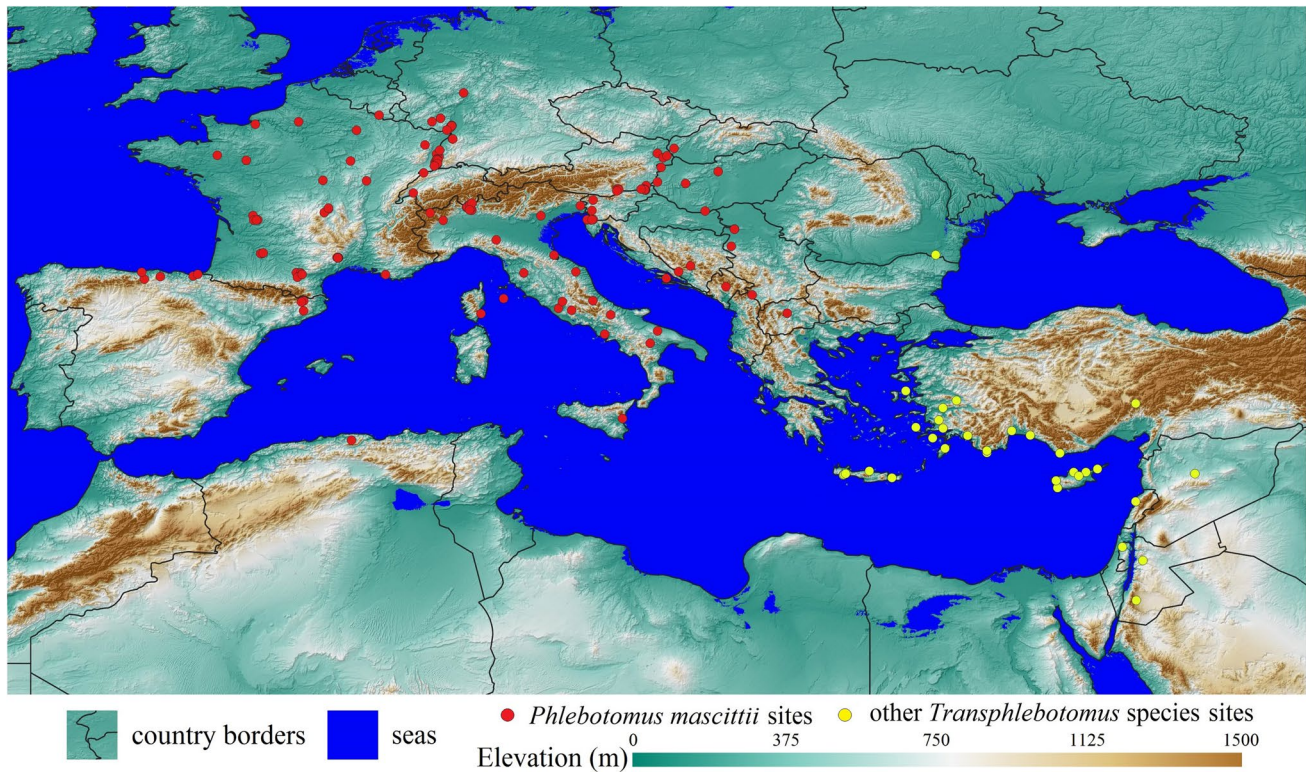 country borders
seas
Phlebotomus mascittii sites
other Transphlebotomus species sites
Elevation (m)
0 375 750 1125 1500